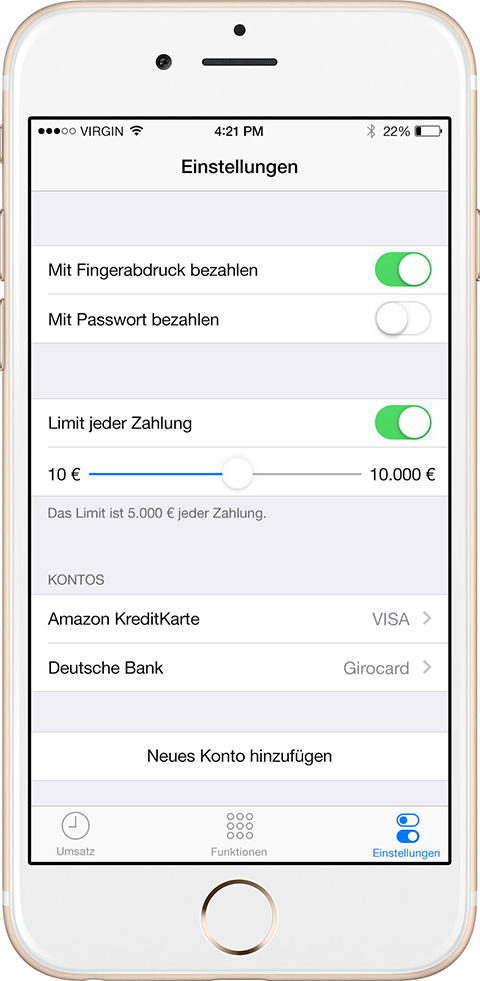 VIRGIN 4:21 PM 22%
Einstellungen
Mit Fingerabdruck bezahlen
Mit Passwort bezahlen
Limit jeder Zahlung
10 € 10.000 €
Das Limit ist 5.000 € jeder Zahlung.
KONTOS
Amazon KreditKarte VISA
Deutsche Bank Girocard
Neues Konto hinzufügen
Umsatz Funktionen Einstellungen